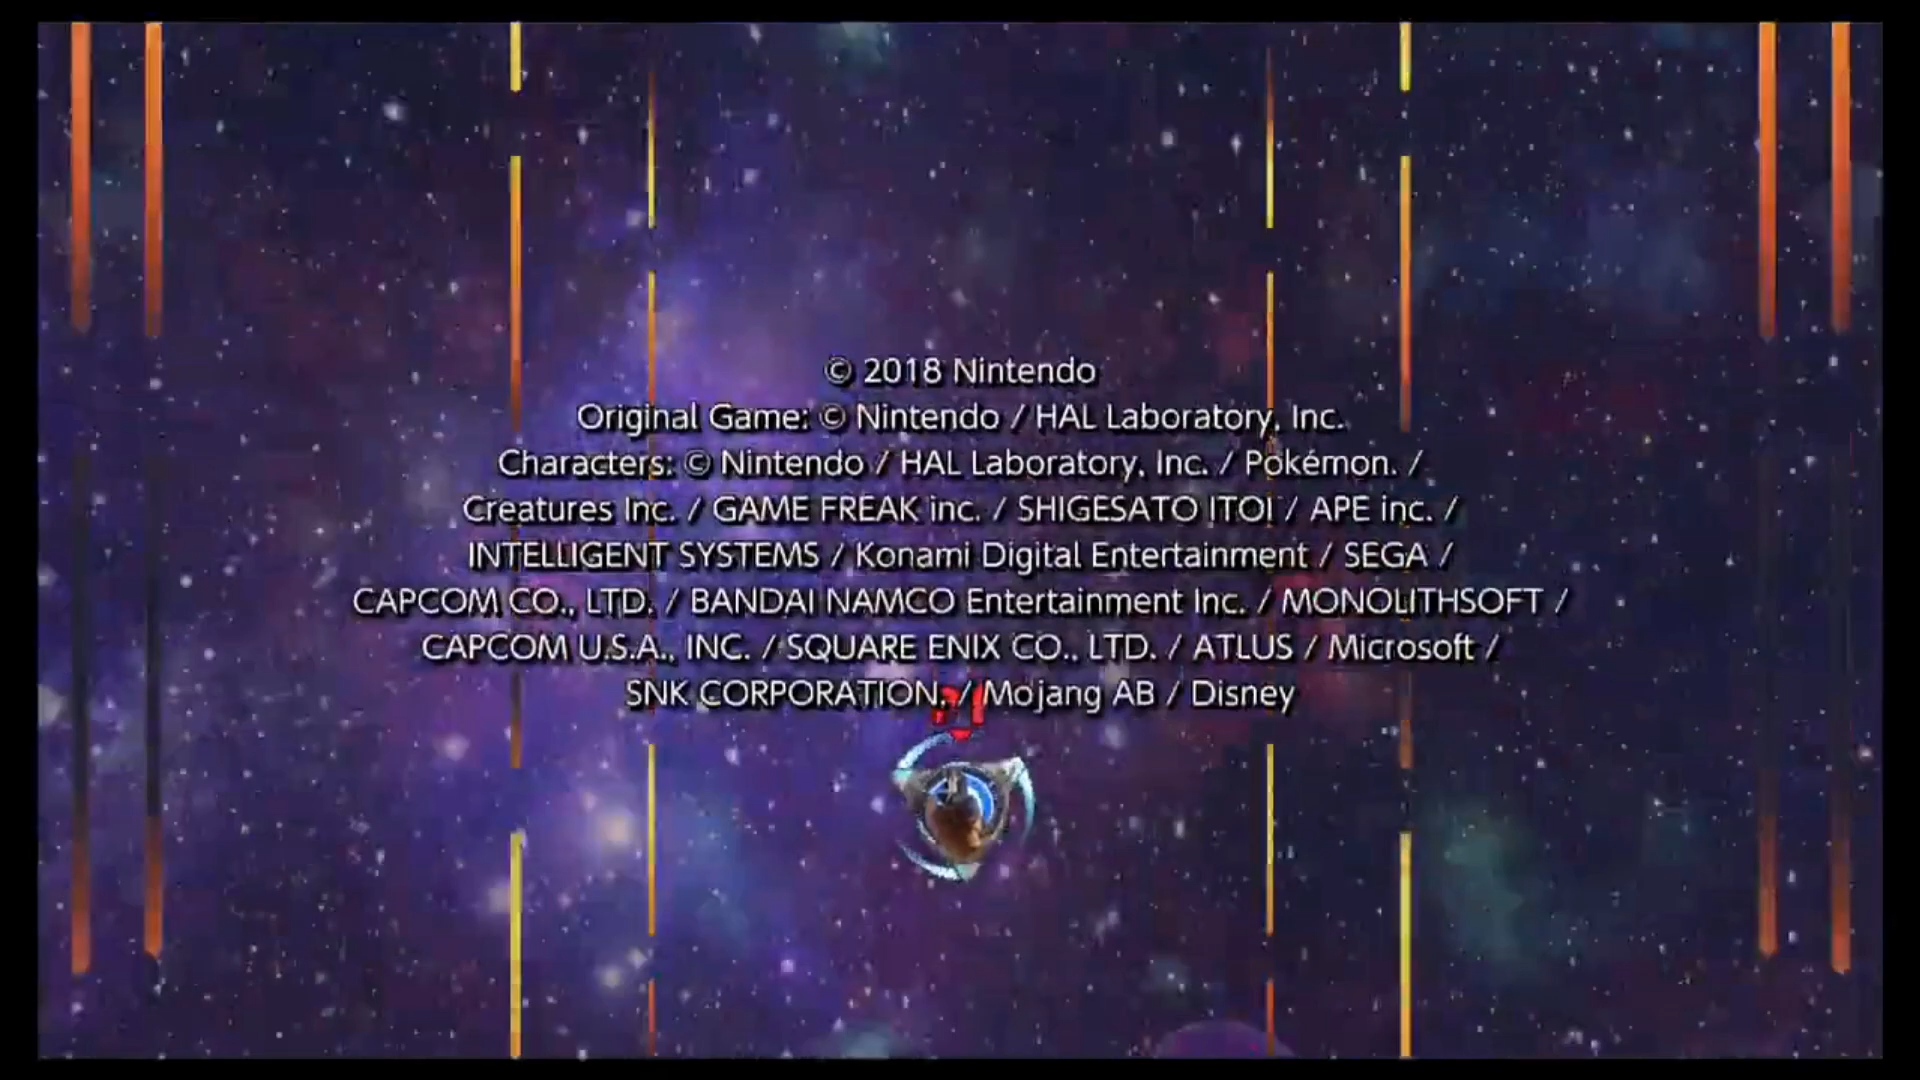 © 2018 Nintendo
Original Game: © Nintendo / HAL Laboratory, Inc.
Characters: © Nintendo / HAL Laboratory, Inc. / Pokémon. /
Creatures Inc. / GAME FREAK inc. / SHIGESATO ITOI / APE inc. /
INTELLIGENT SYSTEMS / Konami Digital Entertainment / SEGA /
CAPCOM CO., LTD. / BANDAI NAMCO Entertainment Inc. / MONOLITHSOFT /
CAPCOM U.S.A., INC. / SQUARE ENIX CO., LTD. / ATLUS / Microsoft /
SNK CORPORATION. / Mojang AB / Disney
P1